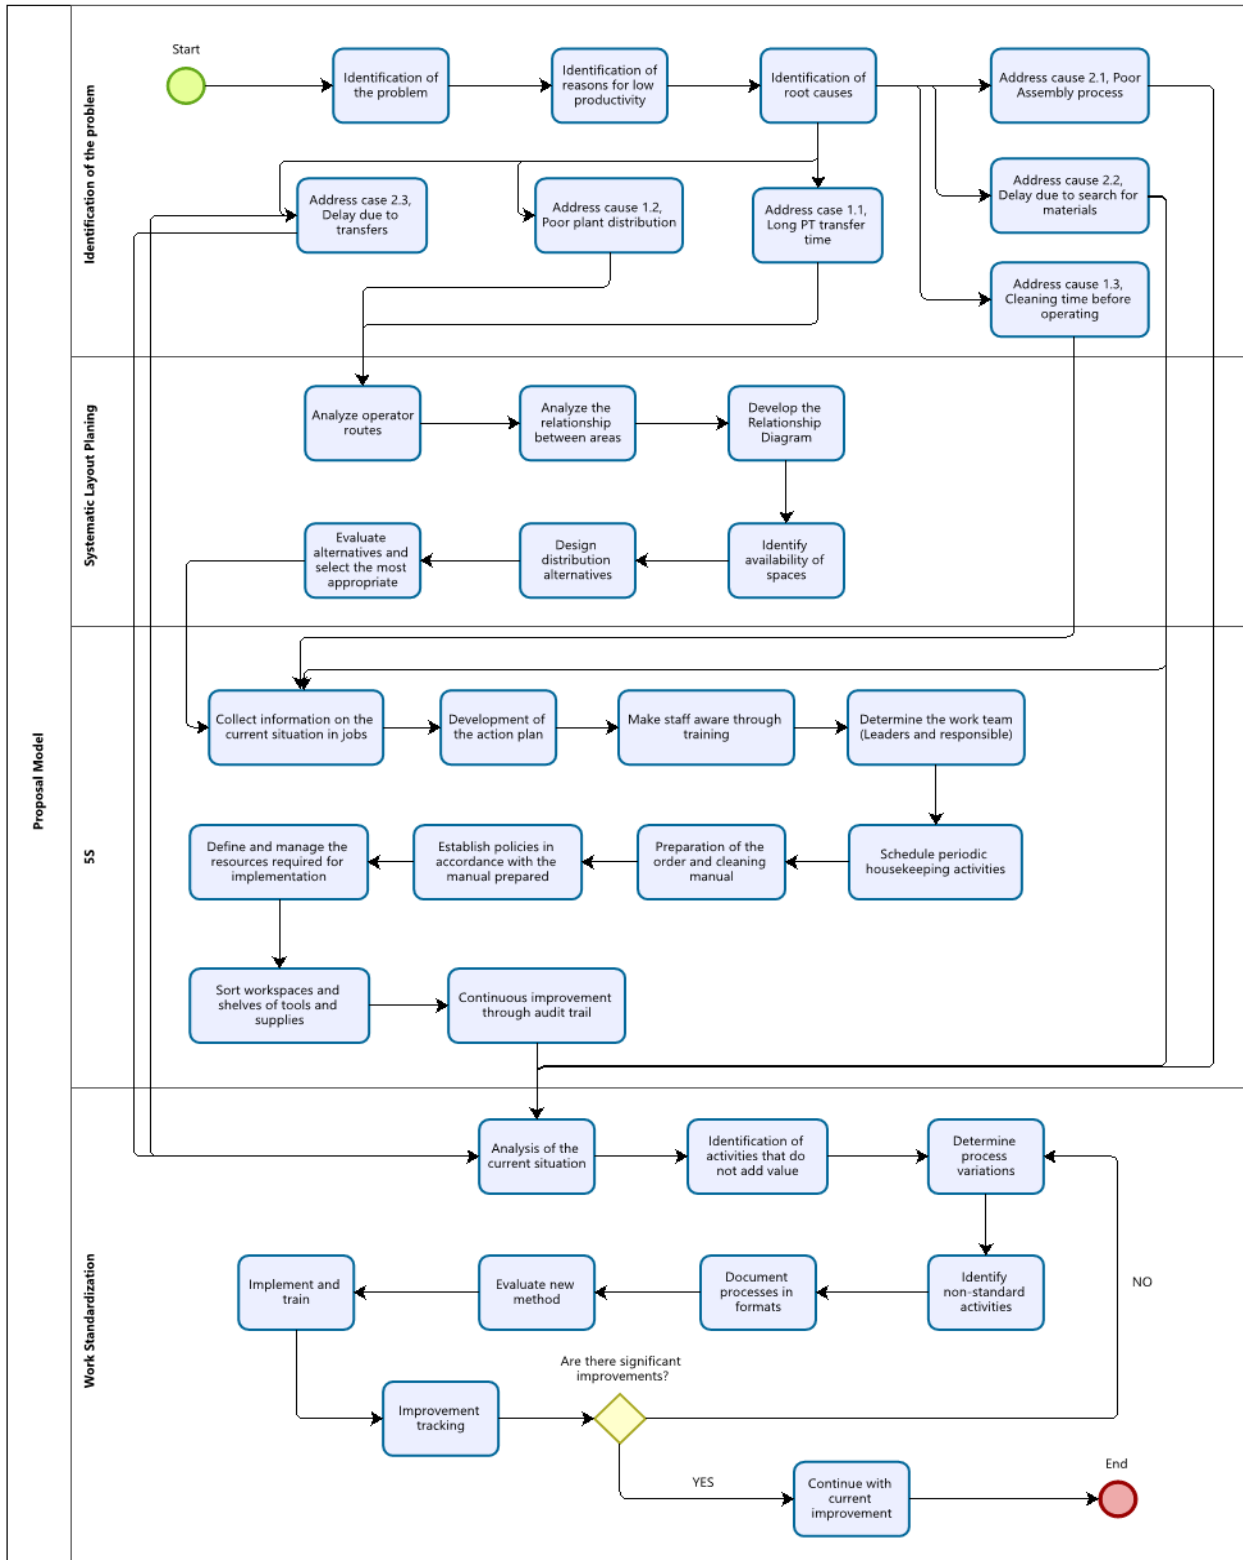 Proposal Model
Identification of the problem
Start
Identification of
the problem
Identification of
reasons for low
productivity
Identification of
root causes
Address cause 2.1, Poor
Assembly process
Address case 2.3,
Delay due to
transfers
Address cause 1.2,
Poor plant distribution
Address case 1.1,
Long PT transfer
time
Address cause 2.2,
Delay due to search for
materials
Address cause 1.3,
Cleaning time before
operating
Systematic Layout Planing
Analyze operator
routes
Analyze the
relationship
between areas
Develop the
Relationship
Diagram
Evaluate
alternatives and
select the most
appropriate
Design
distribution
alternatives
Identify
availability of
spaces
5S
Collect information on the
current situation in jobs
Development of
the action plan
Make staff aware through
training
Determine the work team
(Leaders and responsible)
Define and manage the
resources required for
implementation
Establish policies in
accordance with the
manual prepared
Preparation of the
order and cleaning
manual
Schedule periodic
housekeeping activities
Sort workspaces and
shelves of tools and
supplies
Continuous improvement
through audit trail
Work Standardization
Analysis of the
current situation
Identification of
activities that do
not add value
Determine
process
variations
Implement and
train
Evaluate new
method
Document
processes in
formats
Identify
non-standard
activities
NO
Are there significant
improvements?
Improvement
tracking
YES
Continue with
current
improvement
End